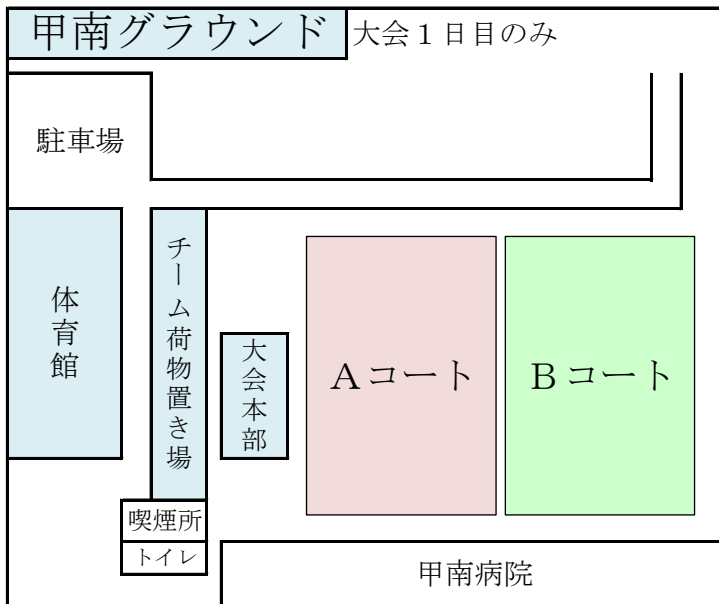 甲南グラウンド
大会１日目のみ
駐車場
体育館
チーム荷物置き場
大会本部
Ａコート
Ｂコート
喫煙所
トイレ
甲南病院